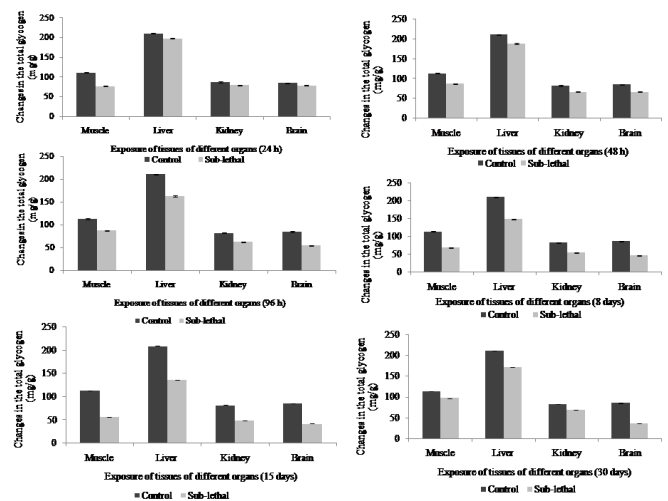 Changes in the total glycogen (mg/g)
250
200
150
100
50
0
Muscle Liver Kidney Brain
Exposure of tissues of different organs (24 h)
Control Sub-lethal
Changes in the total glycogen (mg/g)
250
200
150
100
50
0
Muscle Liver Kidney Brain
Exposure of tissues of different organs (48 h)
Control Sub-lethal
Changes in the total glycogen (mg/g)
250
200
150
100
50
0
Muscle Liver Kidney Brain
Exposure of tissues of different organs (96 h)
Control Sub-lethal
Changes in the total glycogen (mg/g)
250
200
150
100
50
0
Muscle Liver Kidney Brain
Exposure of tissues of different organs (8 days)
Control Sub-lethal
Changes in the total glycogen (mg/g)
250
200
150
100
50
0
Muscle Liver Kidney Brain
Exposure of tissues of different organs (15 days)
Control Sub-lethal
Changes in the total glycogen (mg/g)
250
200
150
100
50
0
Muscle Liver Kidney Brain
Exposure of tissues of different organs (30 days)
Control Sub-lethal